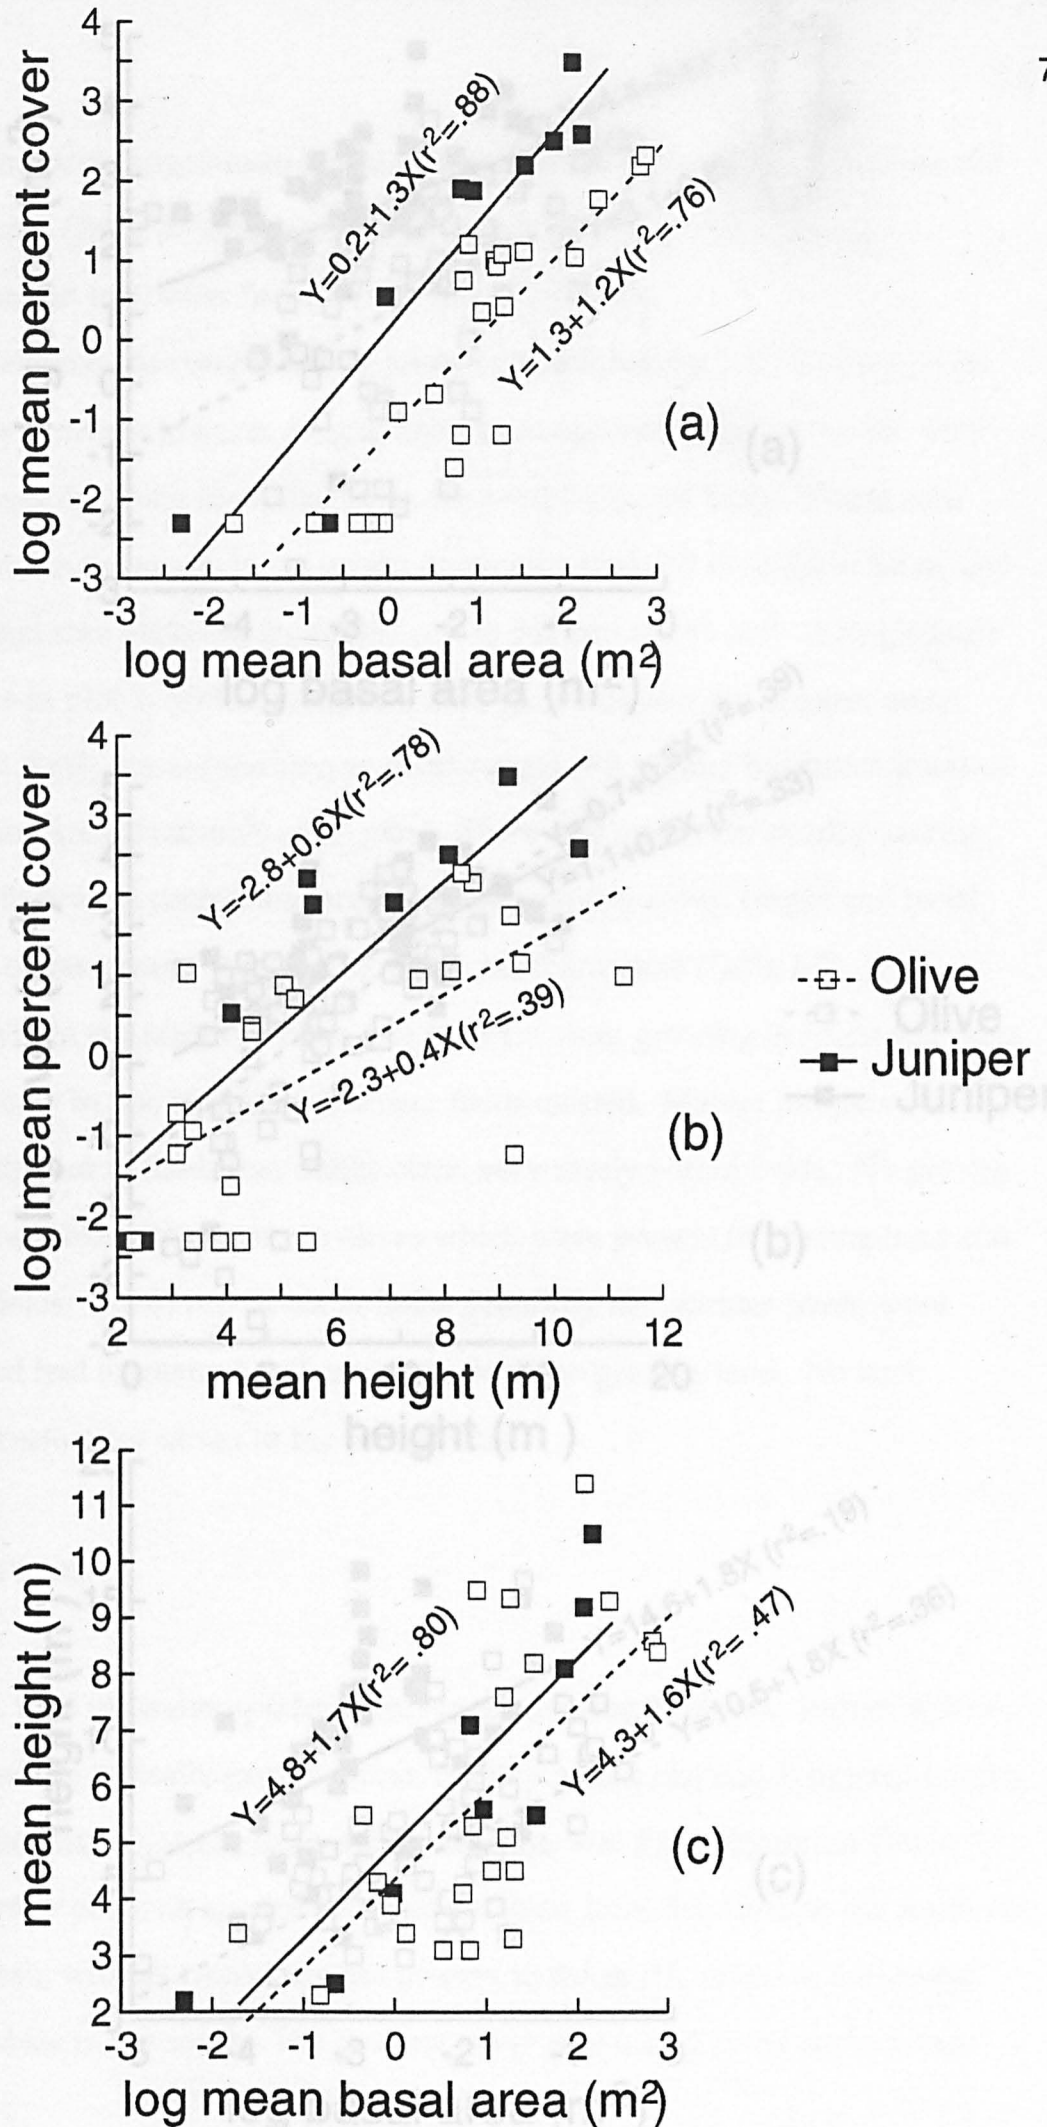 7
4
3
2
1
0
-1
-2
-3
log mean percent cover
Y=0.2+1.3X(r²=.88)
Y=1.3+1.2X(r²=.76)
(a)
-3 -2 -1 0 1 2 3
log mean basal area (m²)
4
3
2
1
0
-1
-2
-3
log mean percent cover
Y=-2.8+0.6X(r²=.78)
Y=-2.3+0.4X(r²=.39)
(b)
Olive
Juniper
2 4 6 8 10 12
mean height (m)
12
11
10
9
8
7
6
5
4
3
2
mean height (m)
Y=4.8+1.7X(r²= .80)
Y=4.3+1.6X(r²= .47)
(c)
-3 -2 -1 0 1 2 3
log mean basal area (m²)